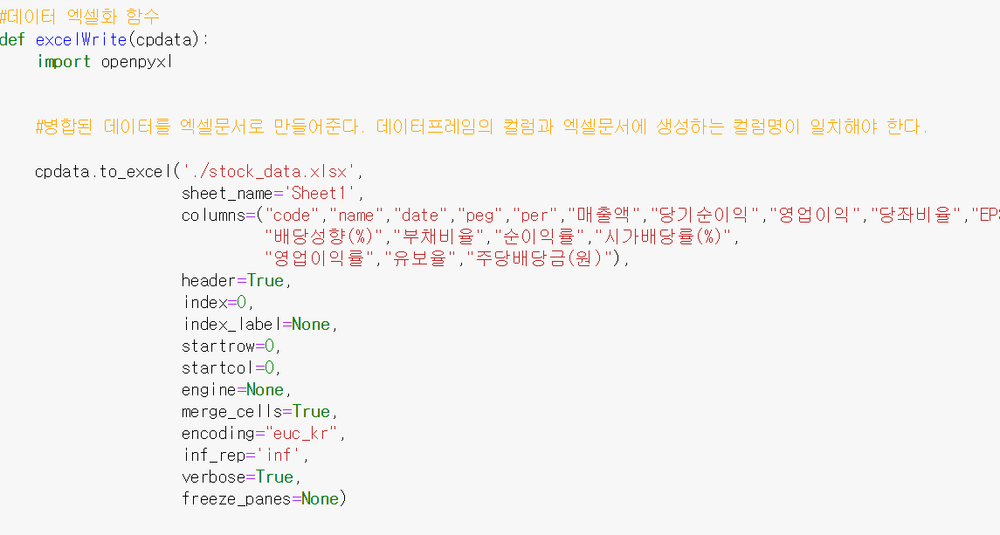 #데이터 엑셀화 함수
def excelWrite(cpdata):
    import openpyxl
    #병합된 데이터를 엑셀문서로 만들어준다. 데이터프레임의 컬럼과 엑셀문서에 생성하는 컬럼명이 일치해야 한다.
    cpdata.to_excel('./stock_data.xlsx',
                    sheet_name='Sheet1',
                    columns=("code","name","date","peg","per","매출액","당기순이익","영업이익","당좌비율","EPS
                             "배당성향(%)","부채비율","순이익률","시가배당률(%)",
                             "영업이익률","유보율","주당배당금(원)"),
                    header=True,
                    index=0,
                    index_label=None,
                    startrow=0,
                    startcol=0,
                    engine=None,
                    merge_cells=True,
                    encoding="euc_kr",
                    inf_rep='inf',
                    verbose=True,
                    freeze_panes=None)